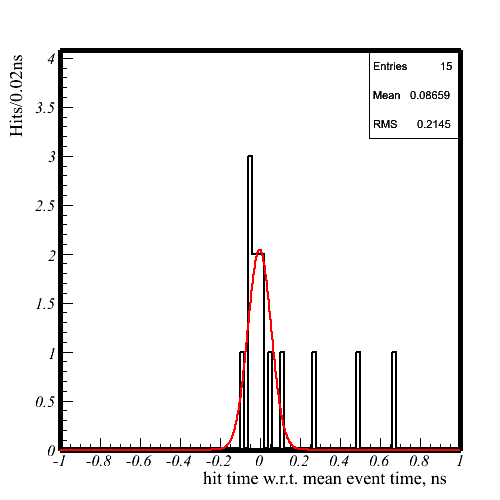 Hits/0.02ns
Entries 15
Mean 0.08659
RMS 0.2145
4
3.5
3
2.5
2
1.5
1
0.5
0
-1 -0.8 -0.6 -0.4 -0.2 0 0.2 0.4 0.6 0.8 1
hit time w.r.t. mean event time, ns